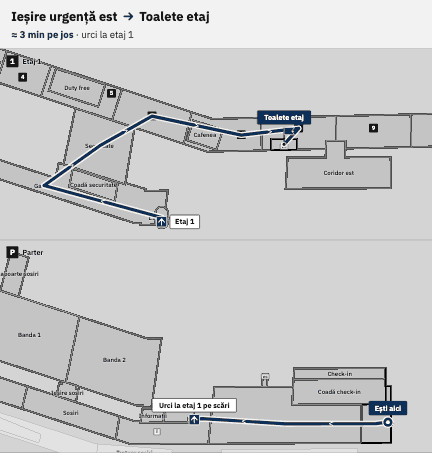 Ieșire urgență est → Toalete etaj
≈ 3 min pe jos · urci la etaj 1
1 Etaj 1
4
Duty free
5
Toalete etaj
Cafenea
9
Coadă securitate
Coridor est
Etaj 1
P Parter
Banda 1
Banda 2
Check-in
Coadă check-in
Ieșire sosiri
Urci la etaj 1 pe scări
Ești aici
Sosiri
Informații